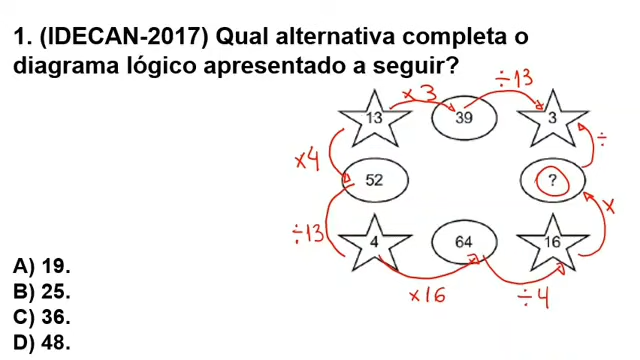 1. (IDECAN-2017) Qual alternativa completa o
diagrama lógico apresentado a seguir?
×3 ÷13
13 39 3
×4 ÷
52 ?
÷13 ×
4 64 16
×16 ÷4
A) 19.
B) 25.
C) 36.
D) 48.